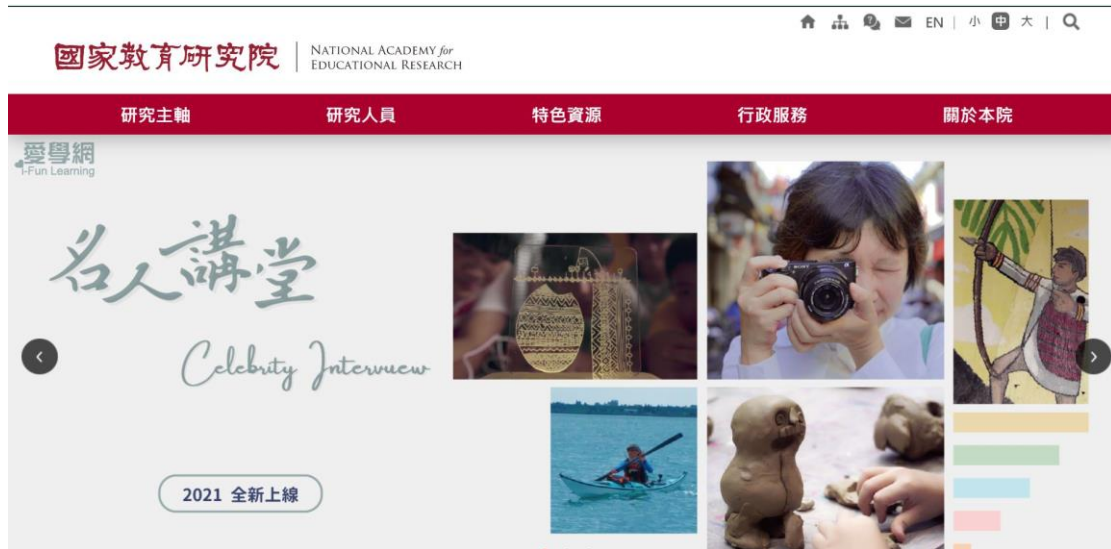 EN | 小 中 大 |
國家教育研究院
NATIONAL ACADEMY for
EDUCATIONAL RESEARCH
研究主軸 研究人員 特色資源 行政服務 關於本院
愛學網
I-Fun Learning
名人講堂
Celebrity Interview
SONY
2021 全新上線